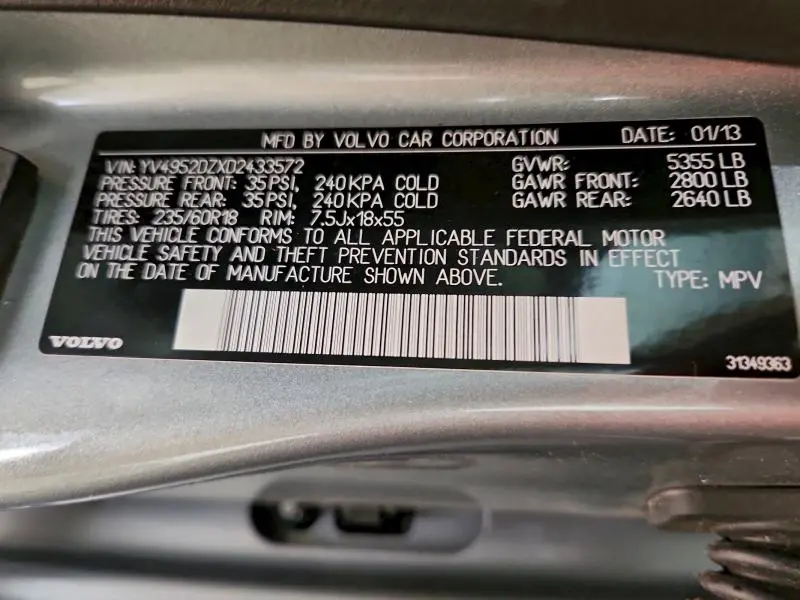 MFD BY VOLVO CAR CORPORATION DATE: 01/13
VIN: YV4952DZXD2433572 GVWR: 5355 LB
PRESSURE FRONT: 35PSI, 240KPA COLD GAWR FRONT: 2800 LB
PRESSURE REAR: 35PSI, 240KPA COLD GAWR REAR: 2640 LB
TIRES: 235/60R18 RIM: 7.5Jx18x55
THIS VEHICLE CONFORMS TO ALL APPLICABLE FEDERAL MOTOR
VEHICLE SAFETY AND THEFT PREVENTION STANDARDS IN EFFECT
ON THE DATE OF MANUFACTURE SHOWN ABOVE. TYPE: MPV
VOLVO
31349363